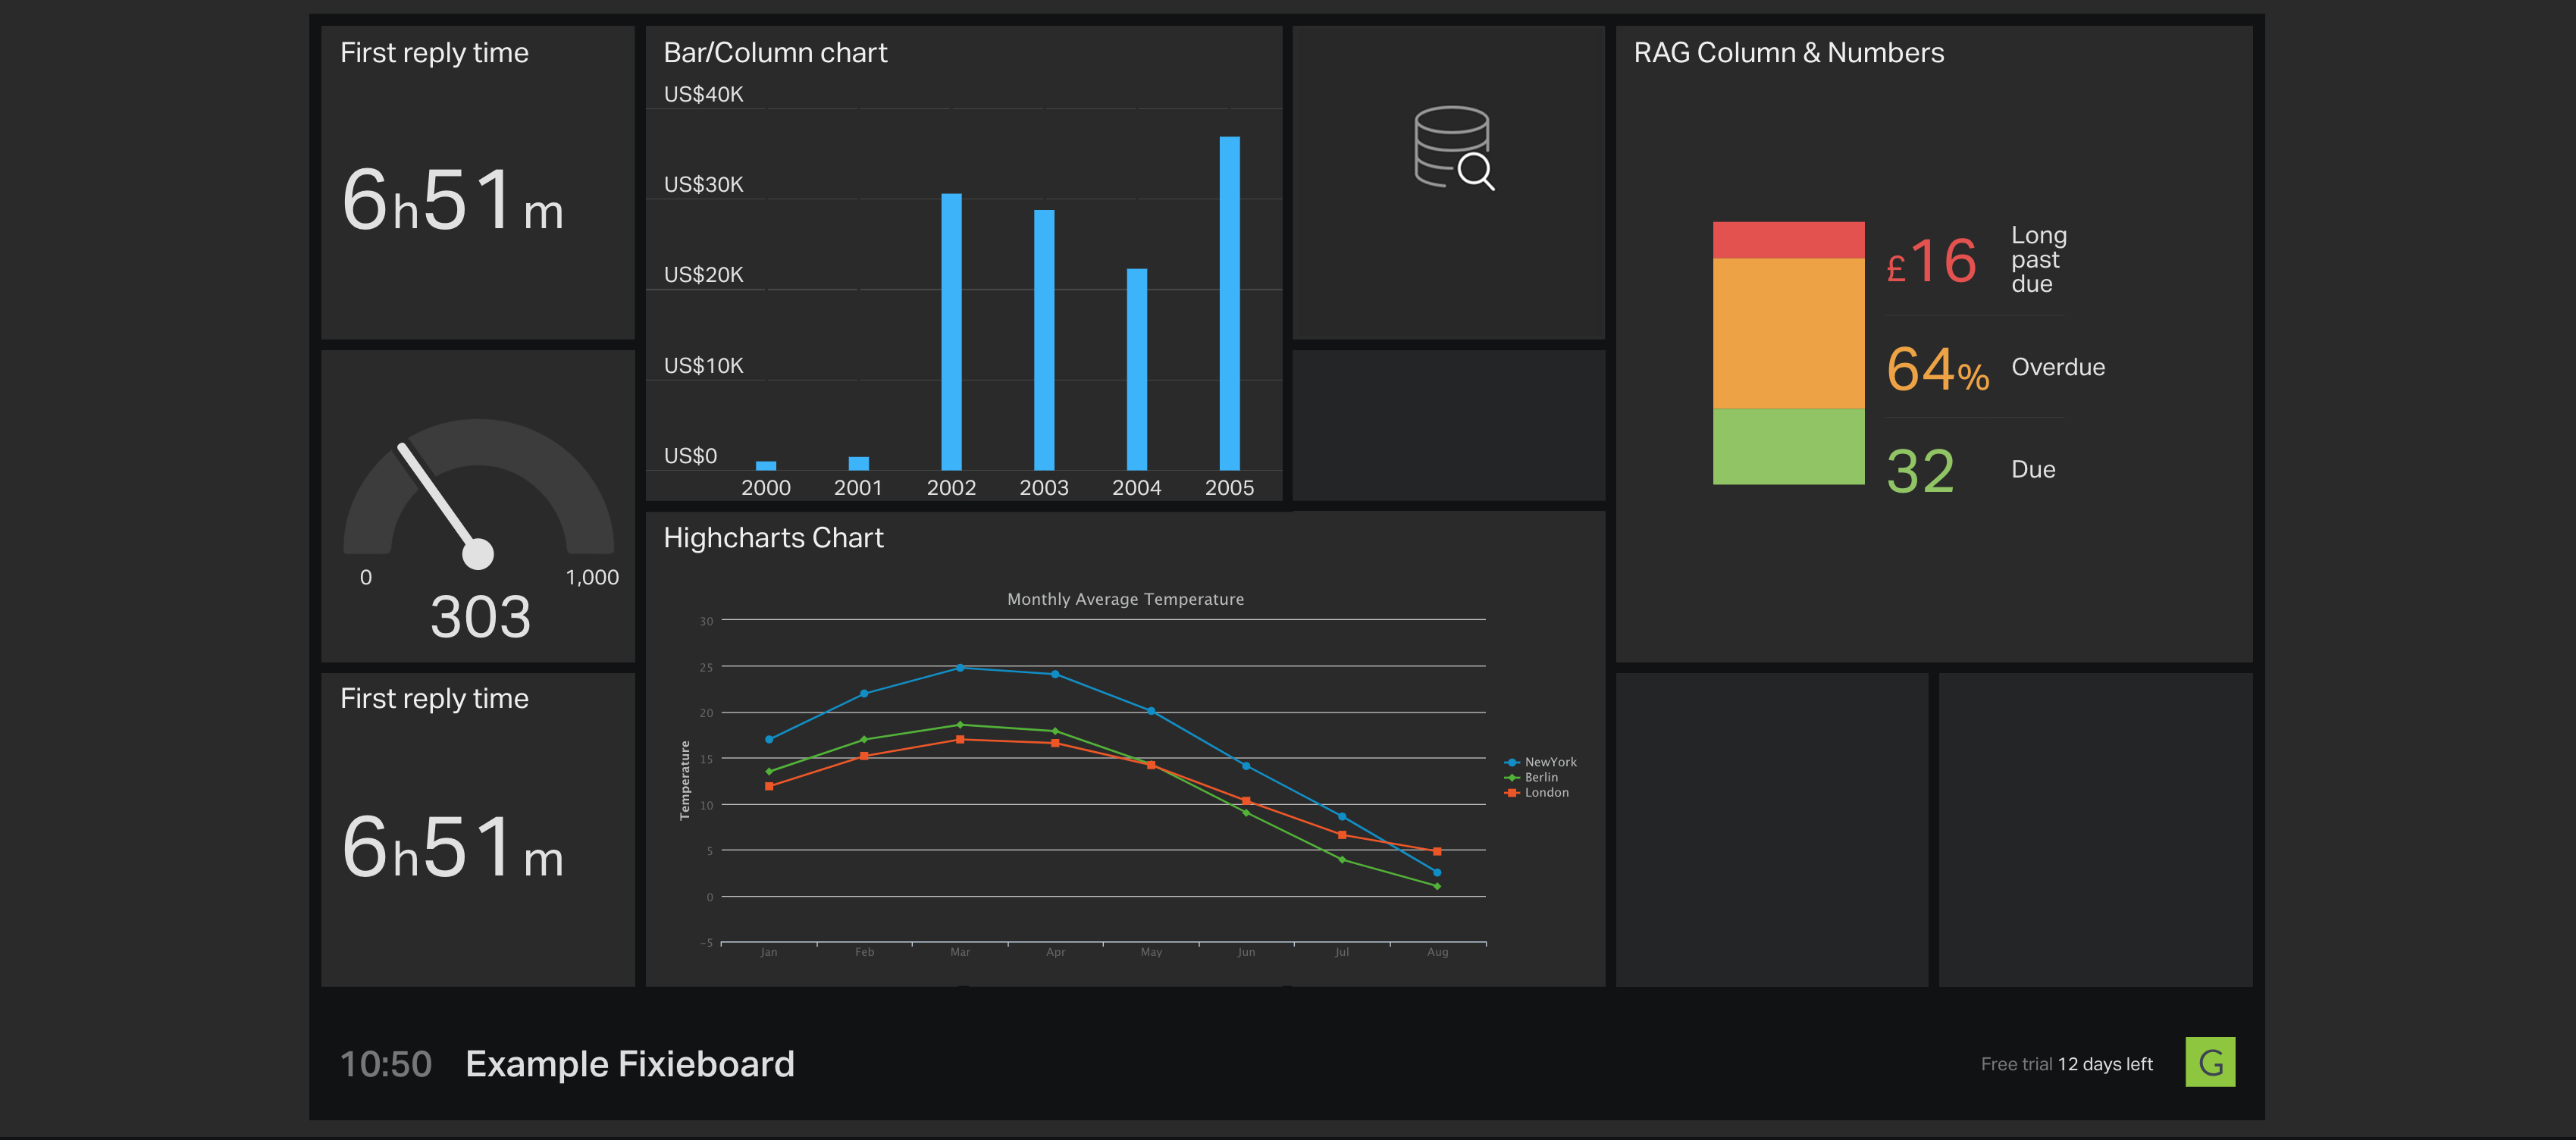 First reply time
6h51m
0
1,000
303
First reply time
6h51m
Bar/Column chart
US$40K
US$30K
US$20K
US$10K
US$0
2000 2001 2002 2003 2004 2005
Highcharts Chart
Monthly Average Temperature
Temperature
30
25
20
15
10
5
0
-5
Jan Feb Mar Apr May Jun Jul Aug
NewYork
Berlin
London
RAG Column & Numbers
£16
Long
past
due
64% Overdue
32 Due
10:50 Example Fixieboard
Free trial 12 days left
G